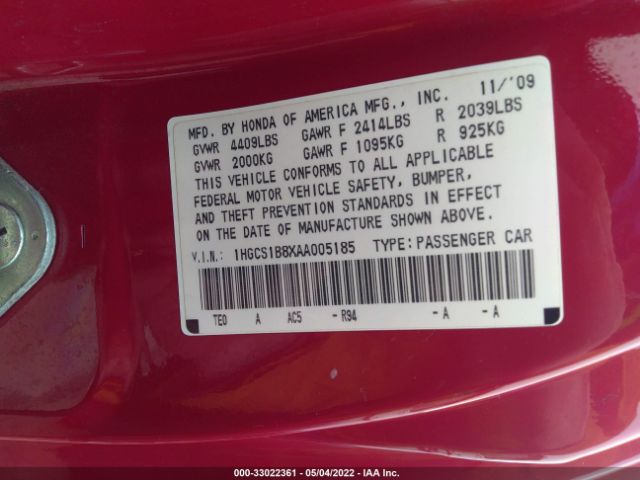 MFD. BY HONDA OF AMERICA MFG., INC. 11/'09
GVWR 4409LBS GAWR F 2414LBS R 2039LBS
GVWR 2000KG GAWR F 1095KG R 925KG
THIS VEHICLE CONFORMS TO ALL APPLICABLE
FEDERAL MOTOR VEHICLE SAFETY, BUMPER,
AND THEFT PREVENTION STANDARDS IN EFFECT
ON THE DATE OF MANUFACTURE SHOWN ABOVE.
V.I.N.: 1HGCS1B8XAA005185 TYPE: PASSENGER CAR
TE0 A AC5 - R94 - A - A
000-33022361 - 05/04/2022 - IAA Inc.